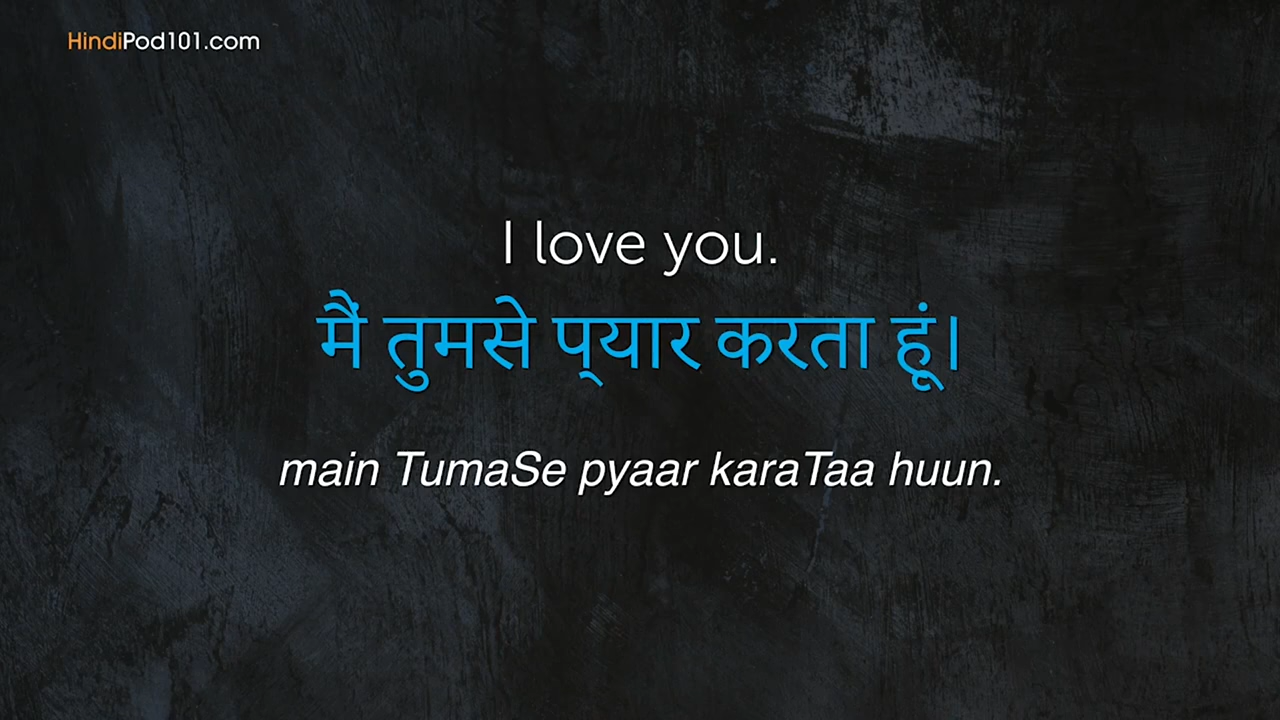 HindiPod101.com
I love you.
मैं तुमसे प्‌यार करता हूं।
main TumaSe pyaar karaTaa huun.